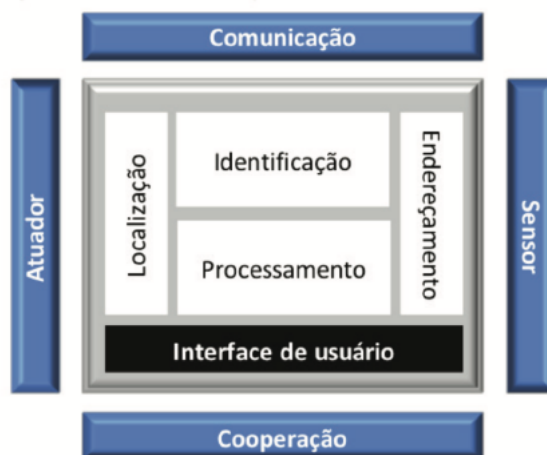 Comunicação
Atuador
Localização
Identificação
Processamento
Endereçamento
Sensor
Interface de usuário
Cooperação